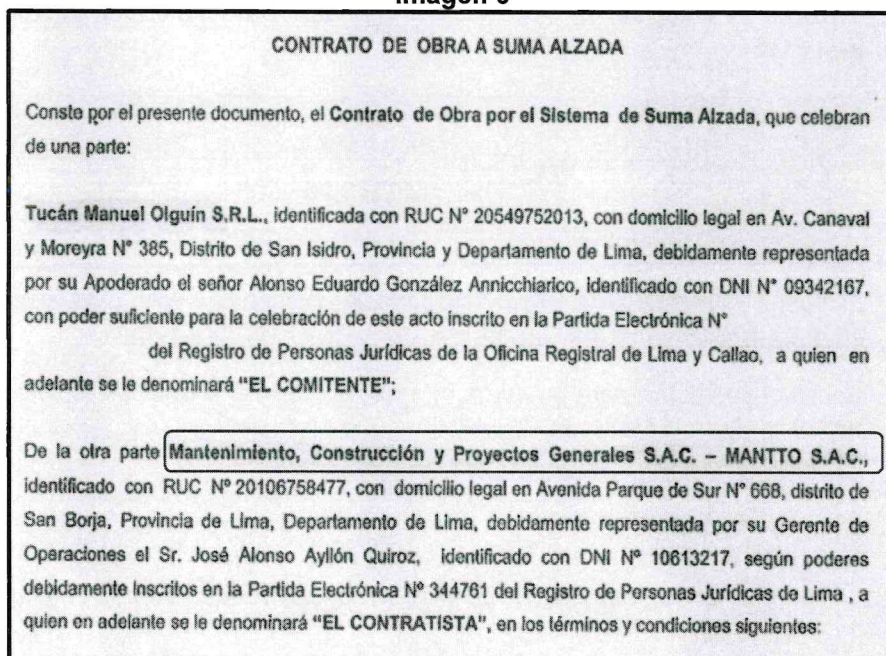 CONTRATO DE OBRA A SUMA ALZADA
Conste por el presente documento, el Contrato de Obra por el Sistema de Suma Alzada, que celebran
de una parte:
Tucán Manuel Olguín S.R.L., identificada con RUC N° 20549752013, con domicilio legal en Av. Canaval
y Moreyra N° 385, Distrito de San Isidro, Provincia y Departamento de Lima, debidamente representada
por su Apoderado el señor Alonso Eduardo González Annicchiarico, identificado con DNI N° 09342167,
con poder suficiente para la celebración de este acto inscrito en la Partida Electrónica N°
del Registro de Personas Jurídicas de la Oficina Registral de Lima y Callao, a quien en
adelante se le denominará "EL COMITENTE";
De la otra parte Mantenimiento, Construcción y Proyectos Generales S.A.C. – MANTTO S.A.C.,
identificado con RUC Nº 20106758477, con domicilio legal en Avenida Parque de Sur N° 668, distrito de
San Borja, Provincia de Lima, Departamento de Lima, debidamente representada por su Gerente de
Operaciones el Sr. José Alonso Ayllón Quiroz, identificado con DNI Nº 10613217, según poderes
debidamente Inscritos en la Partida Electrónica Nº 344761 del Registro de Personas Jurídicas de Lima , a
quien en adelante se le denominará "EL CONTRATISTA", en los términos y condiciones siguientes: